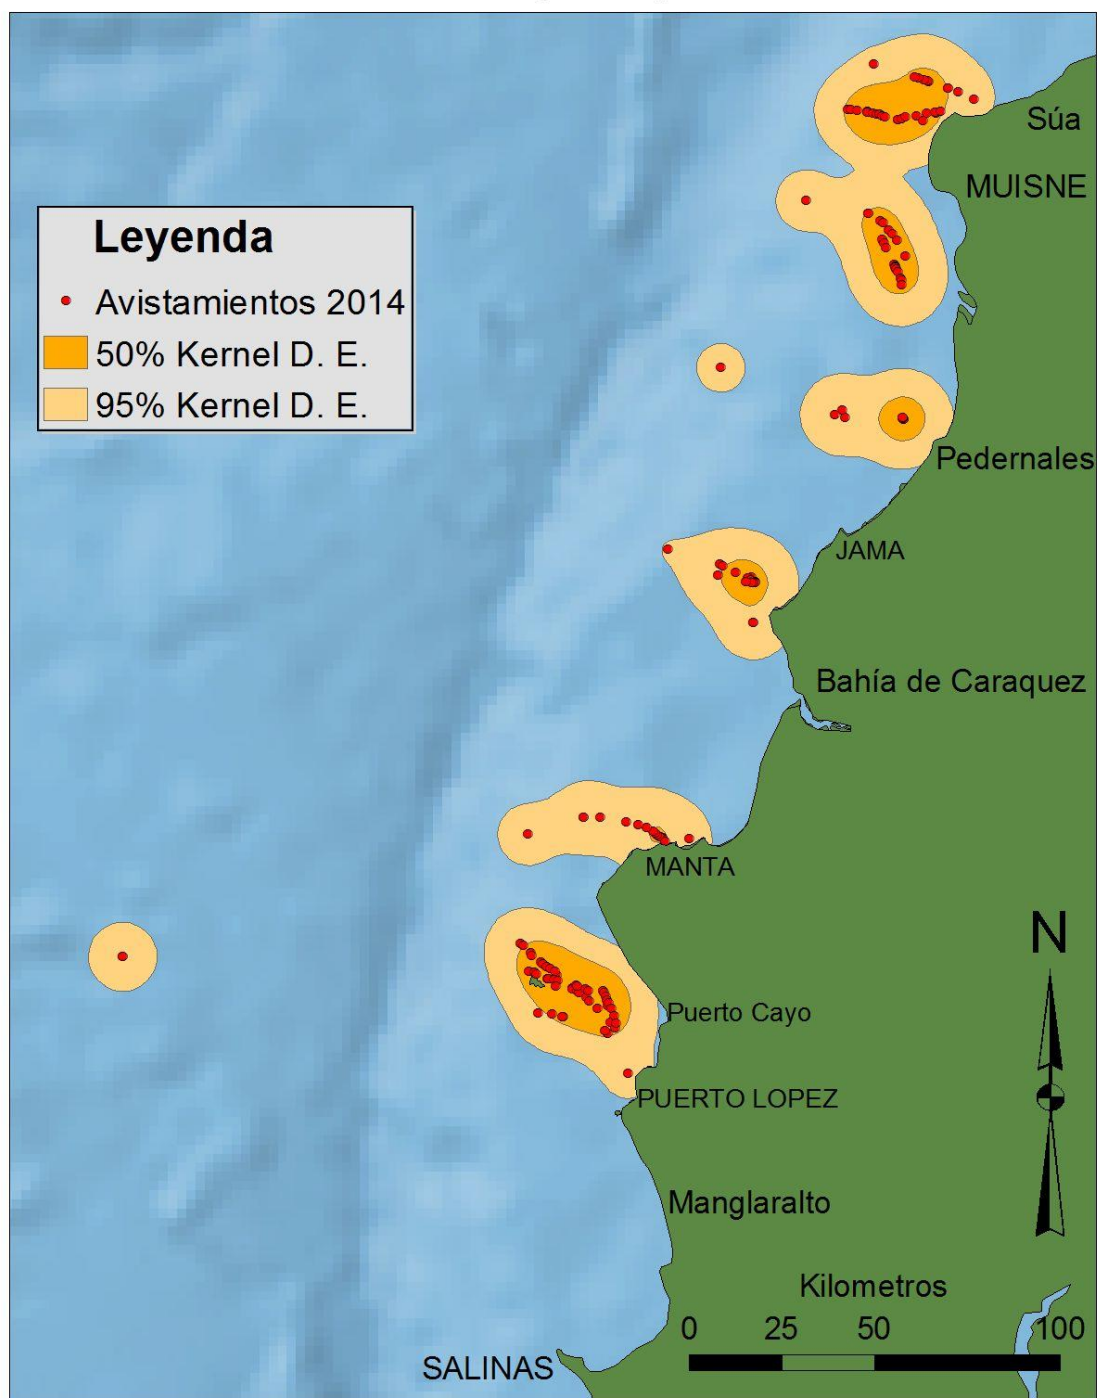 Súa
MUISNE
Leyenda
Avistamientos 2014
50% Kernel D. E.
95% Kernel D. E.
Pedernales
JAMA
Bahía de Caraquez
MANTA
N
Puerto Cayo
PUERTO LOPEZ
Manglaralto
Kilometros
0 25 50 100
SALINAS